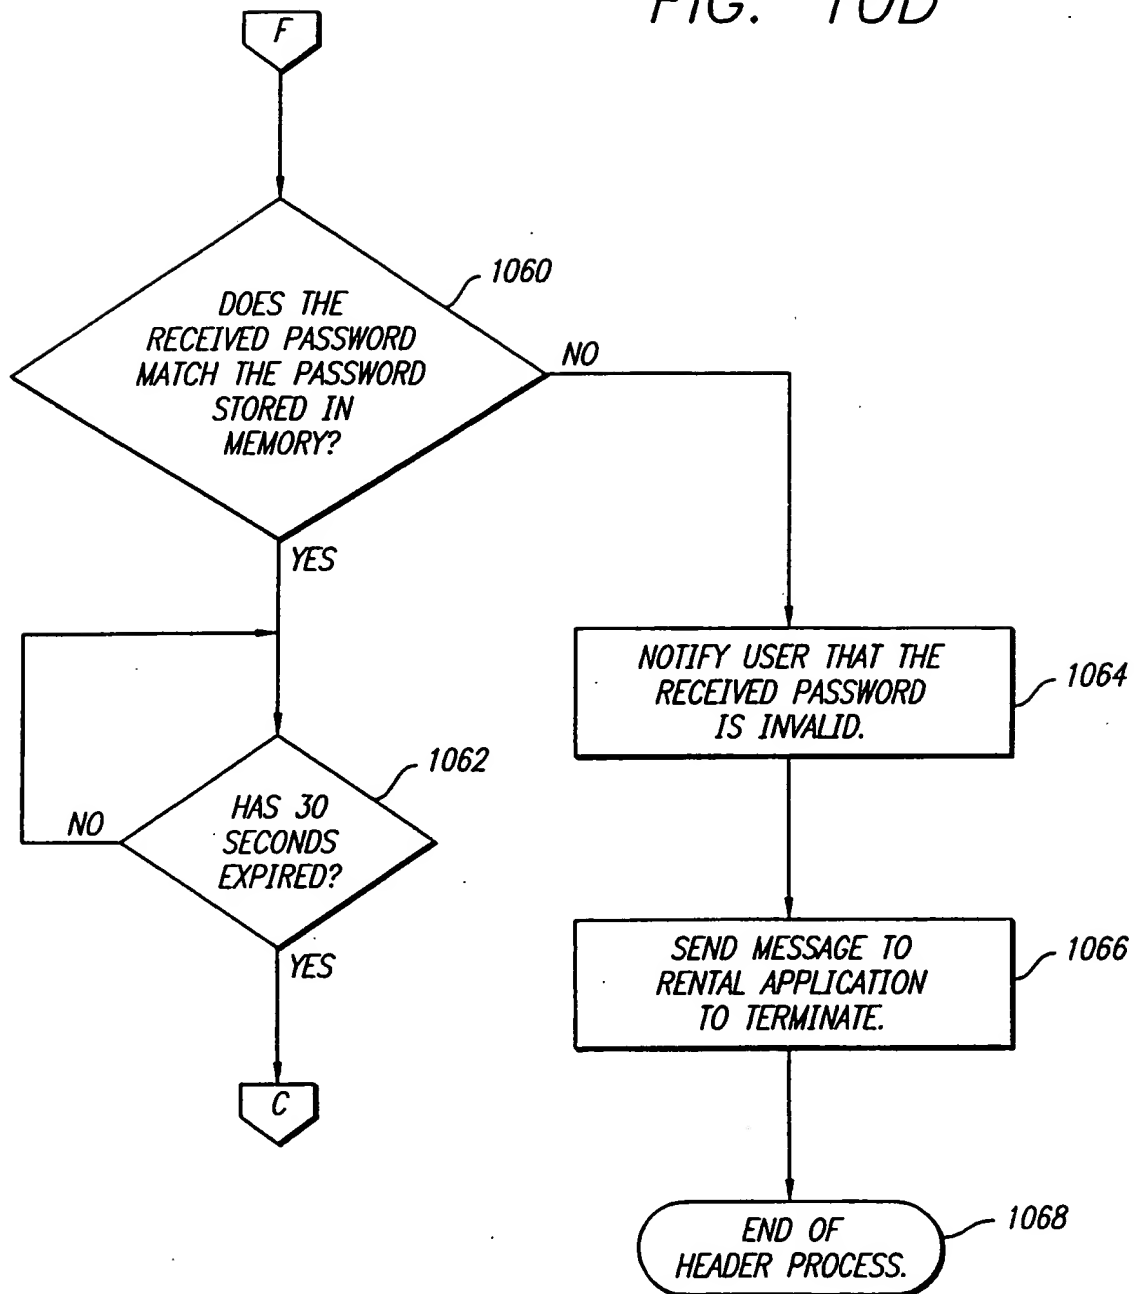 FIG. 10D
F
1060
DOES THE
RECEIVED PASSWORD
MATCH THE PASSWORD
STORED IN
MEMORY?
NO
YES
NOTIFY USER THAT THE
RECEIVED PASSWORD
IS INVALID.
1064
1062
HAS 30
SECONDS
EXPIRED?
NO
YES
SEND MESSAGE TO
RENTAL APPLICATION
TO TERMINATE.
1066
C
END OF
HEADER PROCESS.
1068